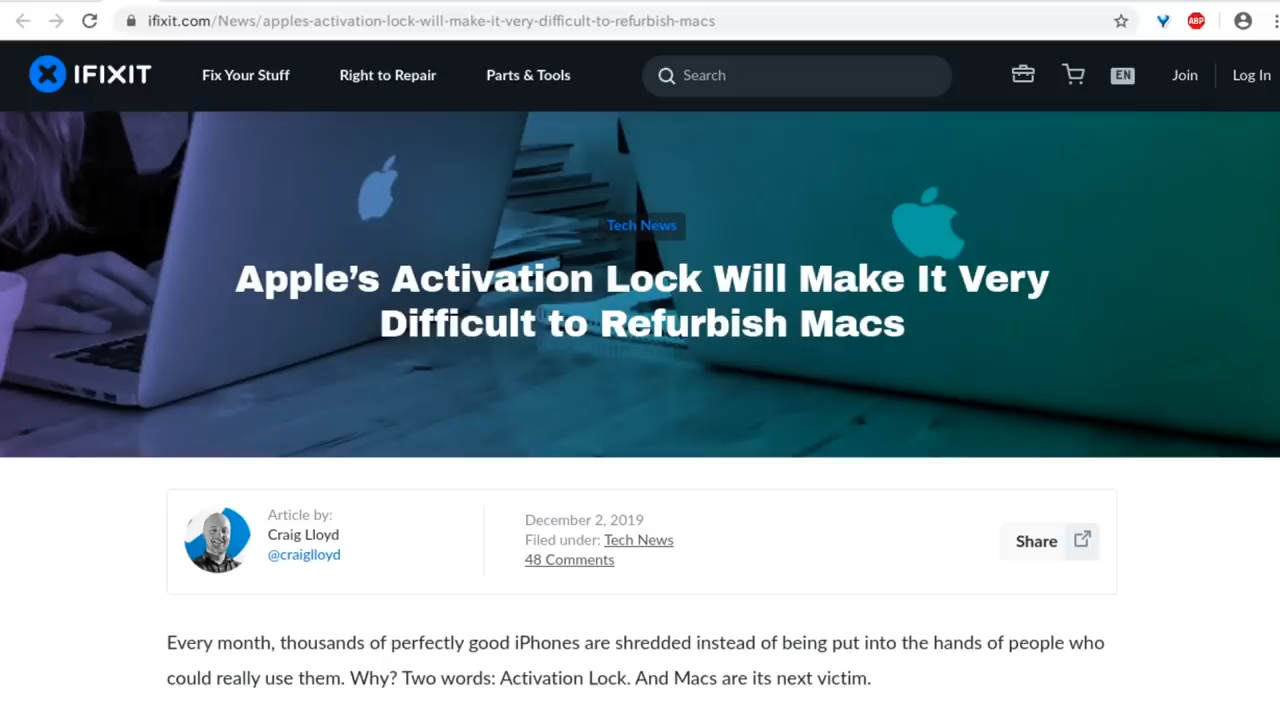 ifixit.com/News/apples-activation-lock-will-make-it-very-difficult-to-refurbish-macs
ABP
IFIXIT
Fix Your Stuff
Right to Repair
Parts & Tools
Search
EN
Join
Log In
Tech News
Apple’s Activation Lock Will Make It Very
Difficult to Refurbish Macs
Article by:
Craig Lloyd
@craiglloyd
December 2, 2019
Filed under: Tech News
48 Comments
Share
Every month, thousands of perfectly good iPhones are shredded instead of being put into the hands of people who
could really use them. Why? Two words: Activation Lock. And Macs are its next victim.